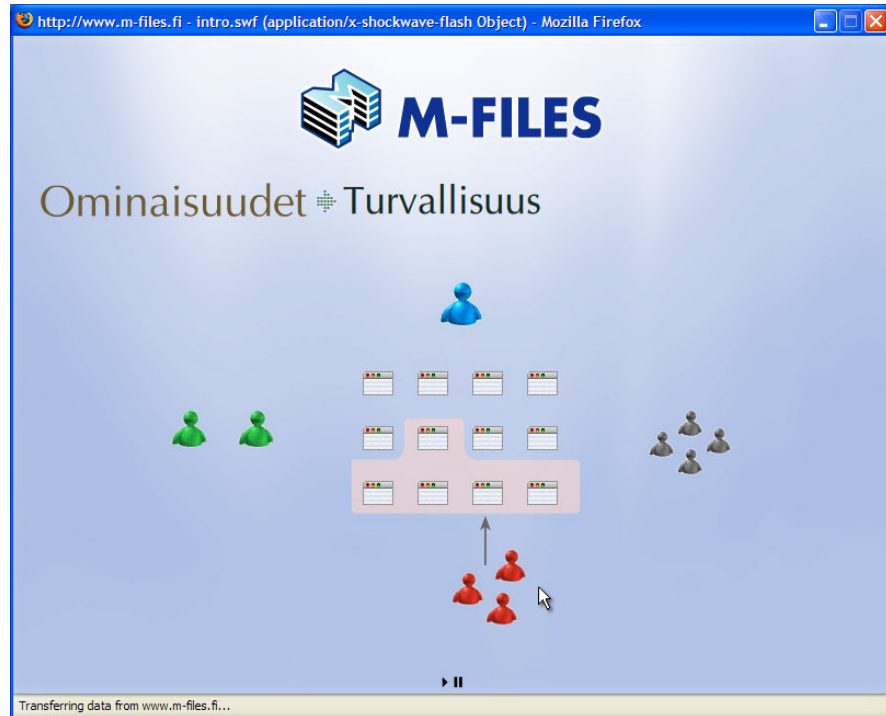 http://www.m-files.fi - intro.swf (application/x-shockwave-flash Object) - Mozilla Firefox
M-FILES
Ominaisuudet Turvallisuus
Transferring data from www.m-files.fi...